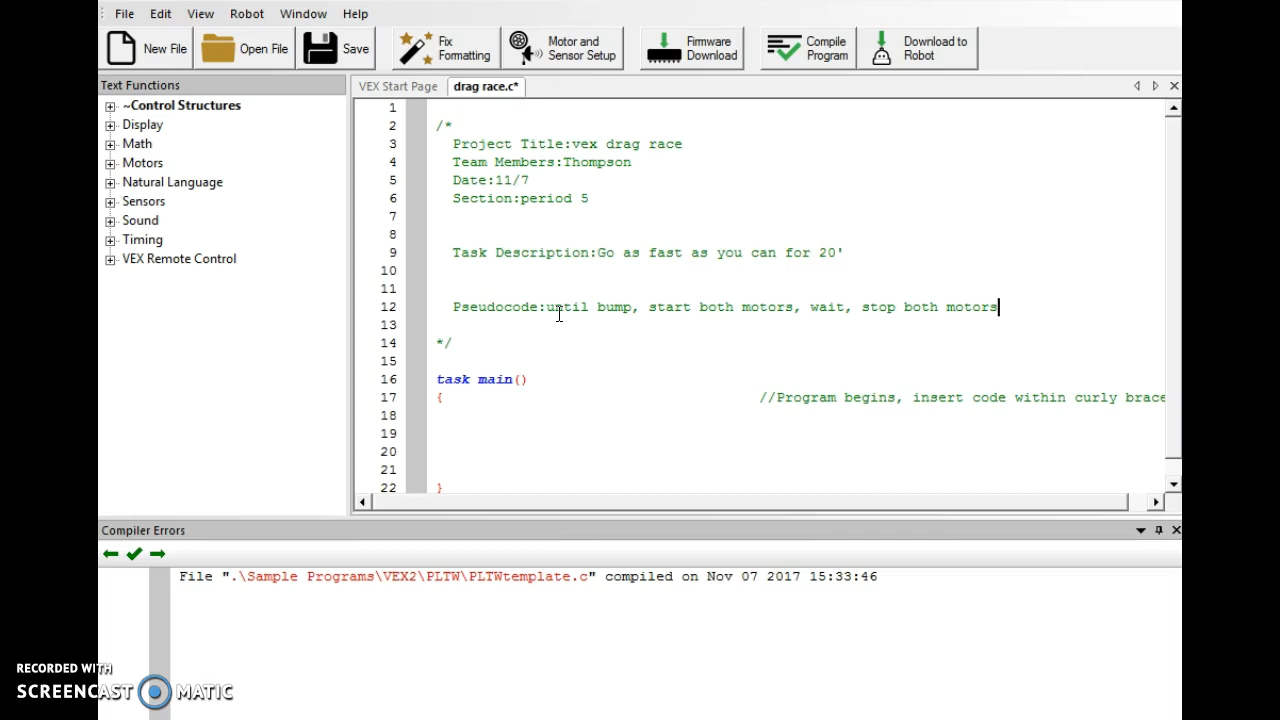 File Edit View Robot Window Help
New File Open File Save Fix Formatting Motor and Sensor Setup Firmware Download Compile Program Download to Robot
Text Functions
~Control Structures
Display
Math
Motors
Natural Language
Sensors
Sound
Timing
VEX Remote Control
VEX Start Page drag race.c*
1
2 /*
3 Project Title:vex drag race
4 Team Members:Thompson
5 Date:11/7
6 Section:period 5
7
8
9 Task Description:Go as fast as you can for 20'
10
11
12 Pseudocode:until bump, start both motors, wait, stop both motors
13
14 */
15
16 task main()
17 { //Program begins, insert code within curly brace
18
19
20
21
22 }
Compiler Errors
File ".\Sample Programs\VEX2\PLTW\PLTWtemplate.c" compiled on Nov 07 2017 15:33:46
RECORDED WITH
SCREENCAST MATIC